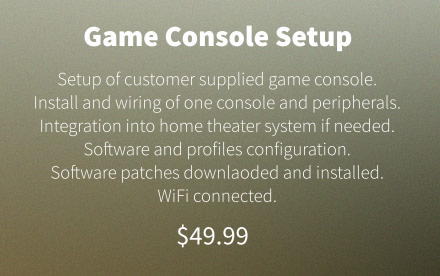 Game Console Setup
Setup of customer supplied game console.
Install and wiring of one console and peripherals.
Integration into home theater system if needed.
Software and profiles configuration.
Software patches downlaoded and installed.
WiFi connected.
$49.99